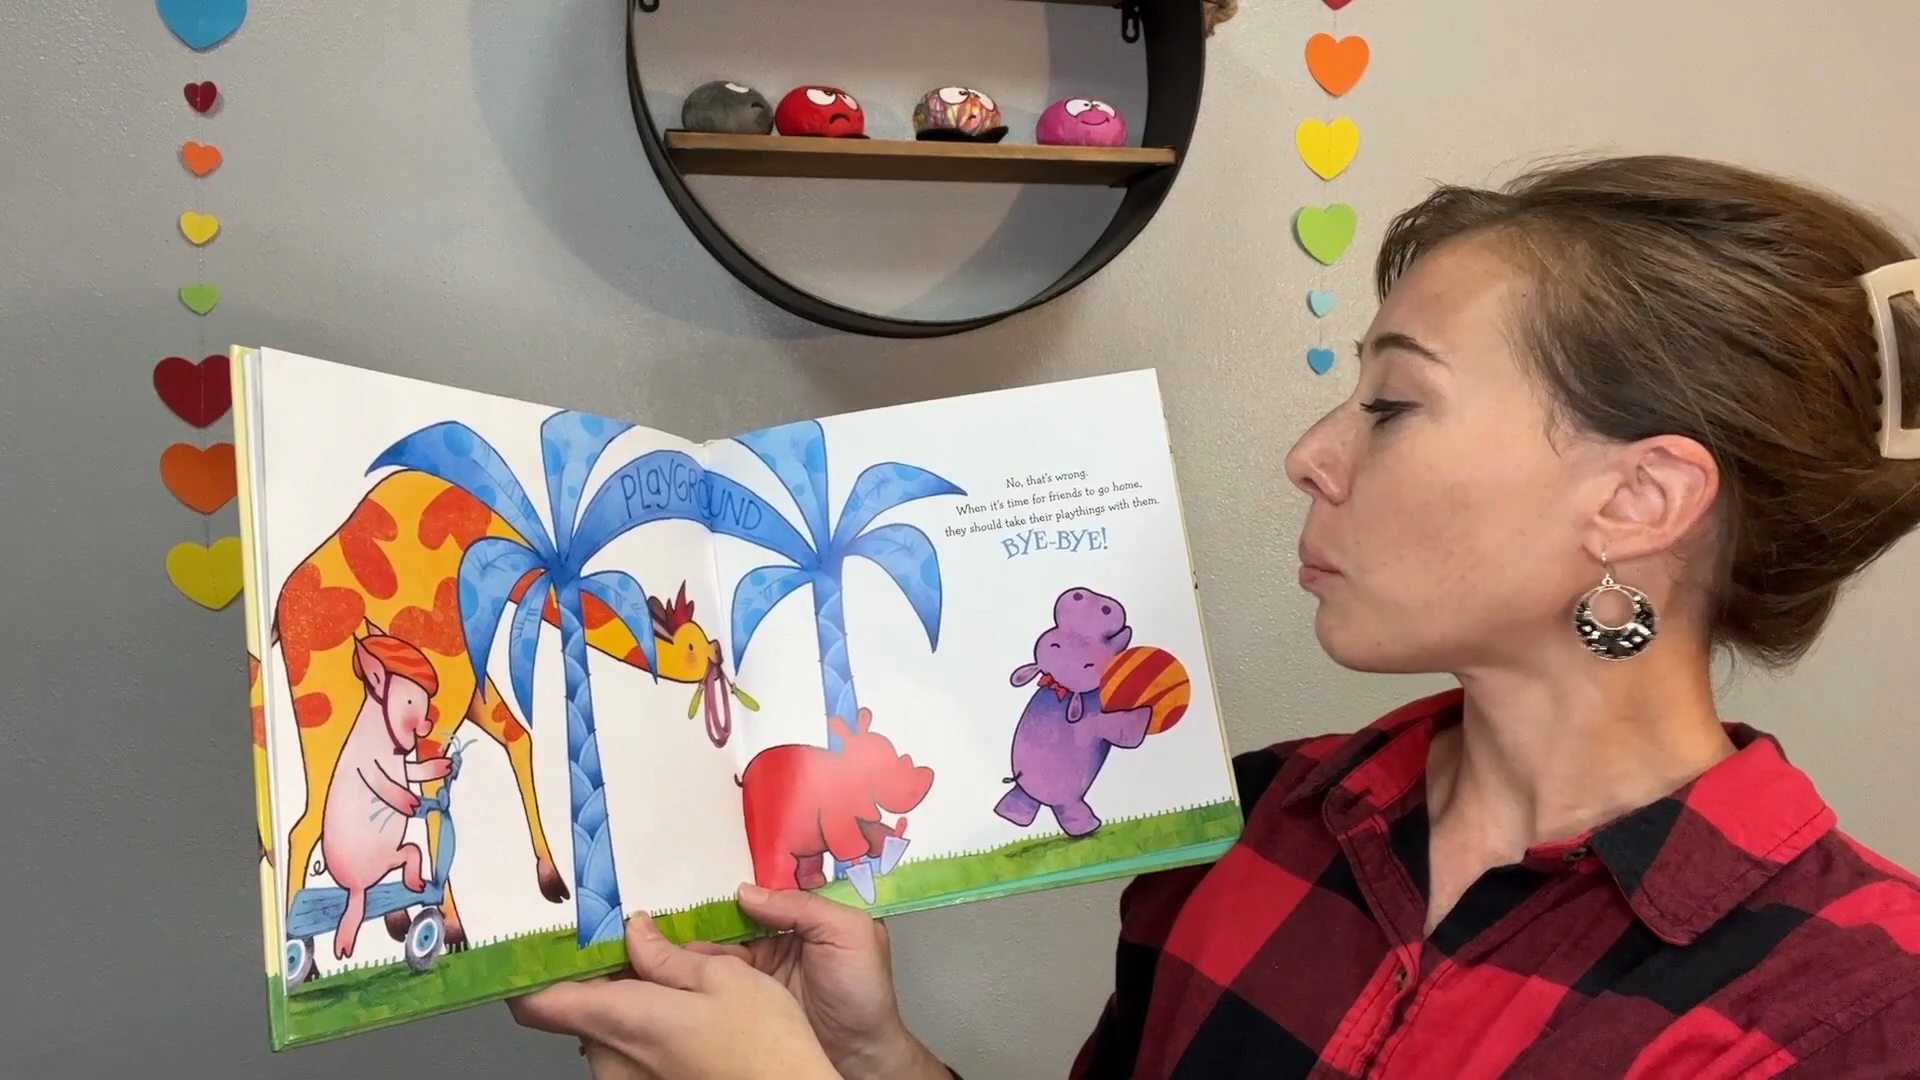 PLAYGROUND
No, that's wrong.
When it's time for friends to go home,
they should take their playthings with them.
BYE-BYE!